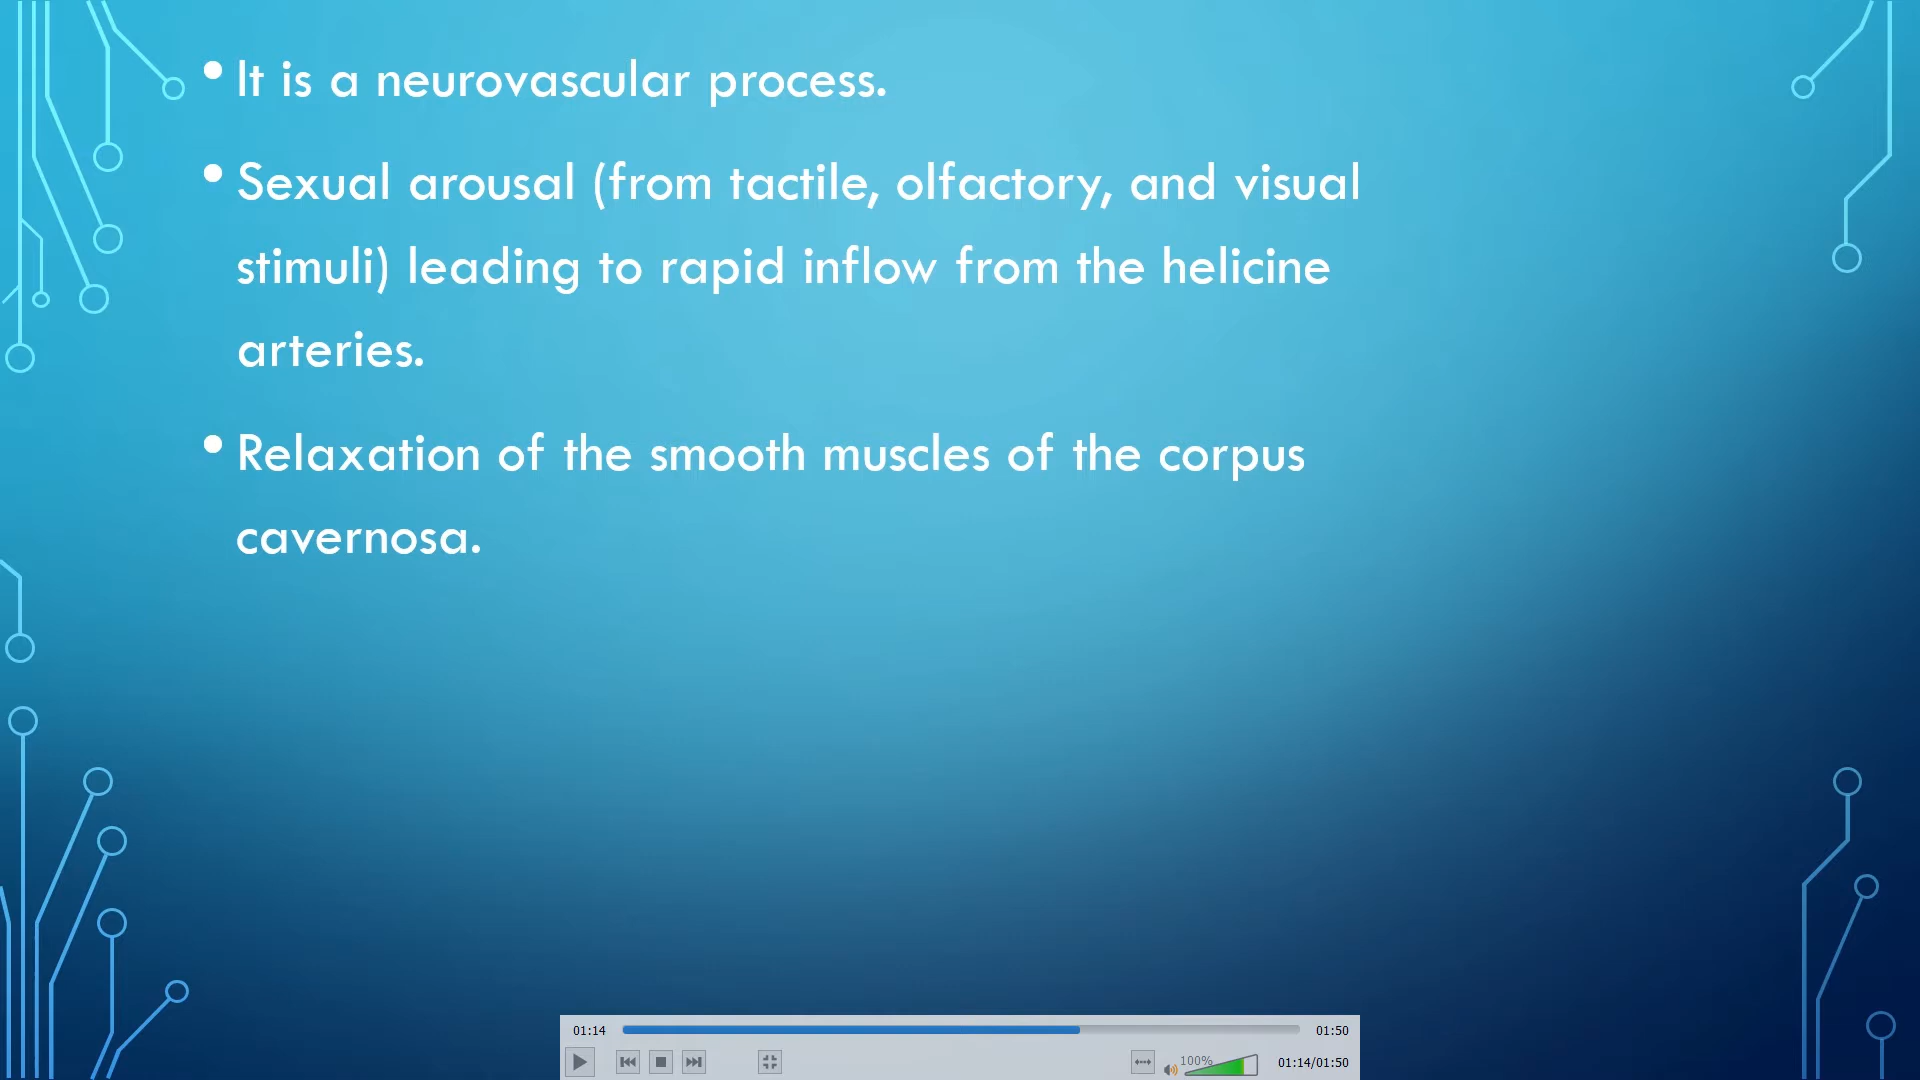 • It is a neurovascular process.
• Sexual arousal (from tactile, olfactory, and visual
stimuli) leading to rapid inflow from the helicine
arteries.
• Relaxation of the smooth muscles of the corpus
cavernosa.
01:14 01:50
100% 01:14/01:50